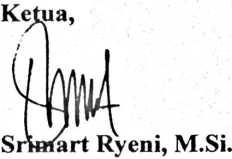 Ketua,
Srimart Ryeni, M.Si.